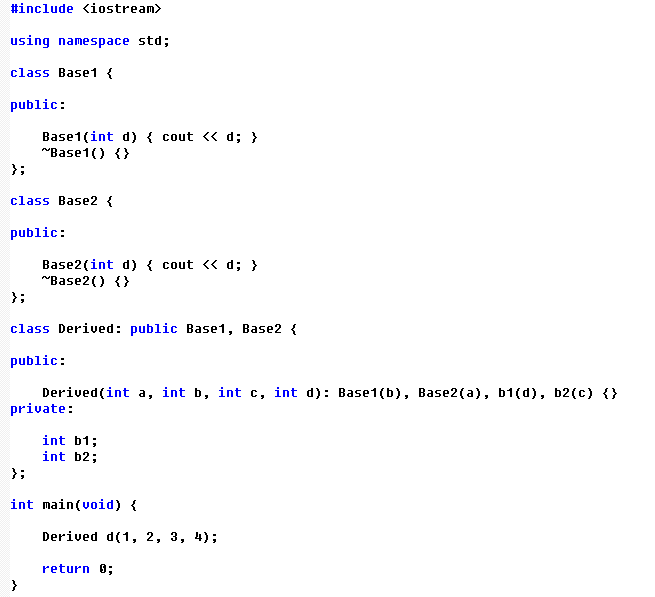 #include <iostream>
using namespace std;
class Base1 {
public:
    Base1(int d) { cout << d; }
    ~Base1() {}
};
class Base2 {
public:
    Base2(int d) { cout << d; }
    ~Base2() {}
};
class Derived: public Base1, Base2 {
public:
    Derived(int a, int b, int c, int d): Base1(b), Base2(a), b1(d), b2(c) {}
private:
    int b1;
    int b2;
};
int main(void) {
    Derived d(1, 2, 3, 4);
    return 0;
}